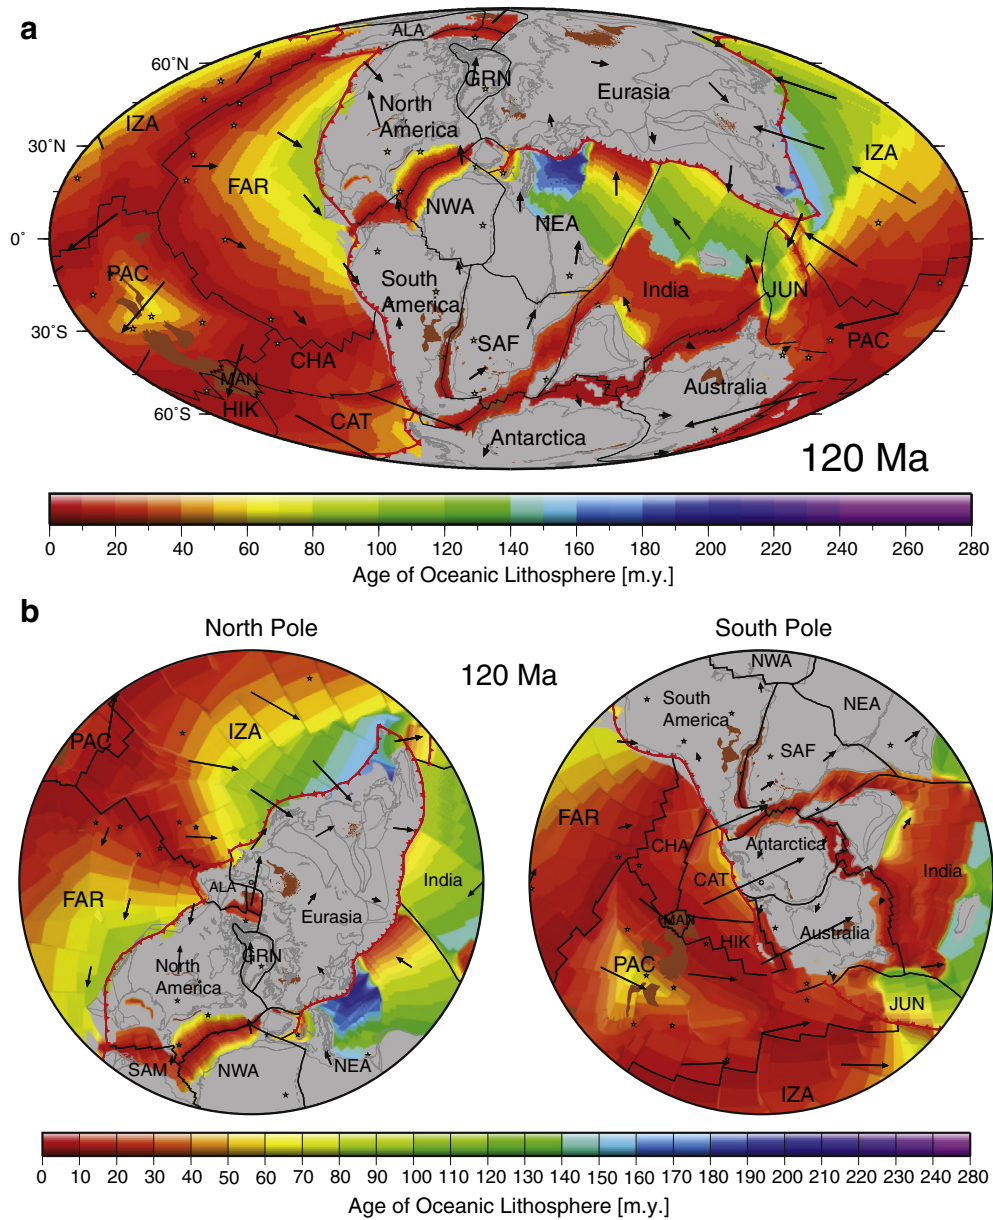 a
ALA
60˚N
GRN
Eurasia
North
America
IZA
30˚N
IZA
FAR
NWA
NEA
0˚
PAC
South
America
India
JUN
30˚S
SAF
PAC
CHA
MAN
Australia
HIK
60˚S
CAT
Antarctica
120 Ma
0 20 40 60 80 100 120 140 160 180 200 220 240 260 280
Age of Oceanic Lithosphere [m.y.]
b
North Pole
South Pole
120 Ma
PAC
IZA
FAR
ALA
India
Eurasia
GRN
North
America
SAM
NWA
NEA
NWA
South
America
NEA
SAF
FAR
CHA
Antarctica
CAT
India
MAN
HIK
Australia
PAC
JUN
IZA
0 10 20 30 40 50 60 70 80 90 100 110 120 130 140 150 160 170 180 190 200 210 220 230 240 250 280
Age of Oceanic Lithosphere [m.y.]